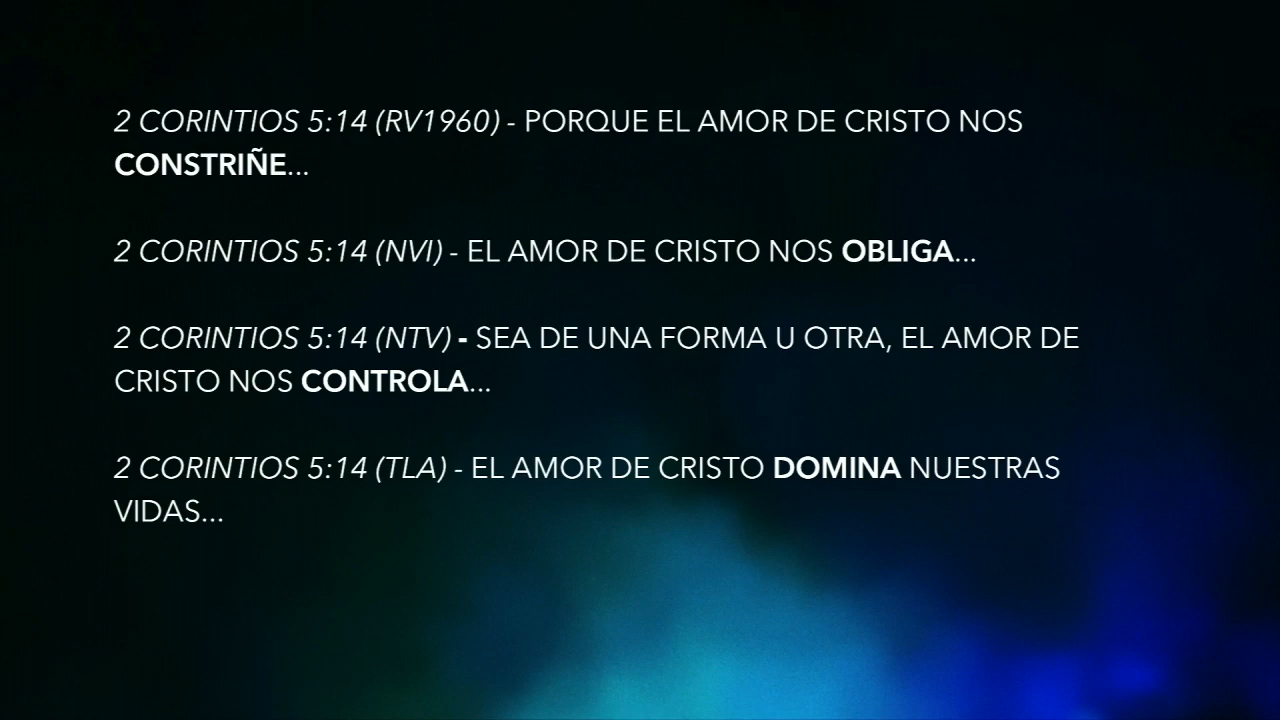 2 CORINTIOS 5:14 (RV1960) - PORQUE EL AMOR DE CRISTO NOS
CONSTRIÑE...
2 CORINTIOS 5:14 (NVI) - EL AMOR DE CRISTO NOS OBLIGA...
2 CORINTIOS 5:14 (NTV) - SEA DE UNA FORMA U OTRA, EL AMOR DE
CRISTO NOS CONTROLA...
2 CORINTIOS 5:14 (TLA) - EL AMOR DE CRISTO DOMINA NUESTRAS
VIDAS...